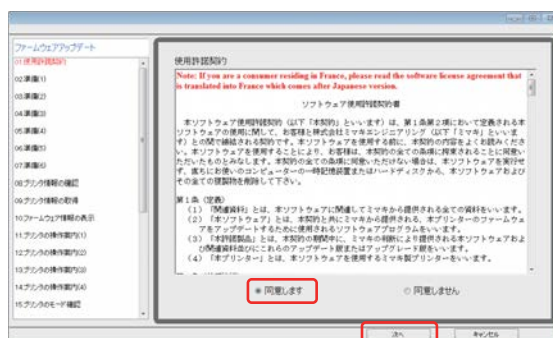 ファームウェアアップデート
01.使用許諾契約
02.準備(1)
03.準備(2)
04.準備(3)
05.準備(4)
06.準備(5)
07.準備(6)
08.プリンタ情報の確認
09.プリンタ情報の取得
10.ファームウェア情報の表示
11.プリンタの操作案内(1)
12.プリンタの操作案内(2)
13.プリンタの操作案内(3)
14.プリンタの操作案内(4)
15.プリンタのモード確認
使用許諾契約
Note: If you are a consumer residing in France, please read the software license agreement that
is translated into France which comes after Japanese version.
ソフトウェア使用許諾契約書
本ソフトウェア使用許諾契約（以下「本契約」といいます）は、第１条第２項において定義される本
ソフトウェアの使用に関して、お客様と株式会社ミマキエンジニアリング（以下「ミマキ」といいま
す）との間で締結される契約です。本ソフトウェアを使用する前に、本契約の内容をよくお読みくださ
い。本ソフトウェアを使用することにより、お客様は、本契約の全ての条項に拘束されることに同意い
ただいたものとみなします。本契約の全ての条項に同意いただけない場合は、本ソフトウェアを実行せ
ず、直ちにお使いのコンピューターの一時記憶装置またはハードディスクから、本ソフトウェアおよび
その全ての複製物を削除して下さい。
第１条（定義）
（１）「関連資料」とは、本ソフトウェアと共にミマキから提供される全ての資料をいいます。
（２）「本ソフトウェア」とは、本契約と共にミマキから提供される、本プリンターのファームウェ
アをアップデートするために使用されるソフトウェアプログラムをいいます。
（３）「本許諾製品」とは、本契約の期間中に、ミマキの判断により提供される本ソフトウェアおよ
び関連資料並びにこれらのアップデート版またはアップグレード版をいいます。
（４）「本プリンター」とは、本ソフトウェアを使用するミマキ製プリンターをいいます。
同意します
同意しません
次へ
キャンセル